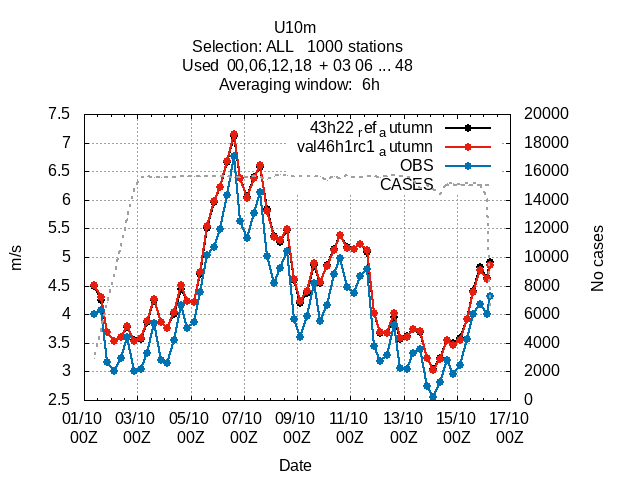 U10m
Selection: ALL 1000 stations
Used 00,06,12,18 + 03 06 ... 48
Averaging window: 6h
43h22refautumn
val46h1rc1autumn
OBS
CASES
7.5
7
6.5
6
5.5
5
4.5
4
3.5
3
2.5
m/s
20000
18000
16000
14000
12000
10000
8000
6000
4000
2000
0
No cases
01/10 03/10 05/10 07/10 09/10 11/10 13/10 15/10 17/10
00Z 00Z 00Z 00Z 00Z 00Z 00Z 00Z 00Z
Date